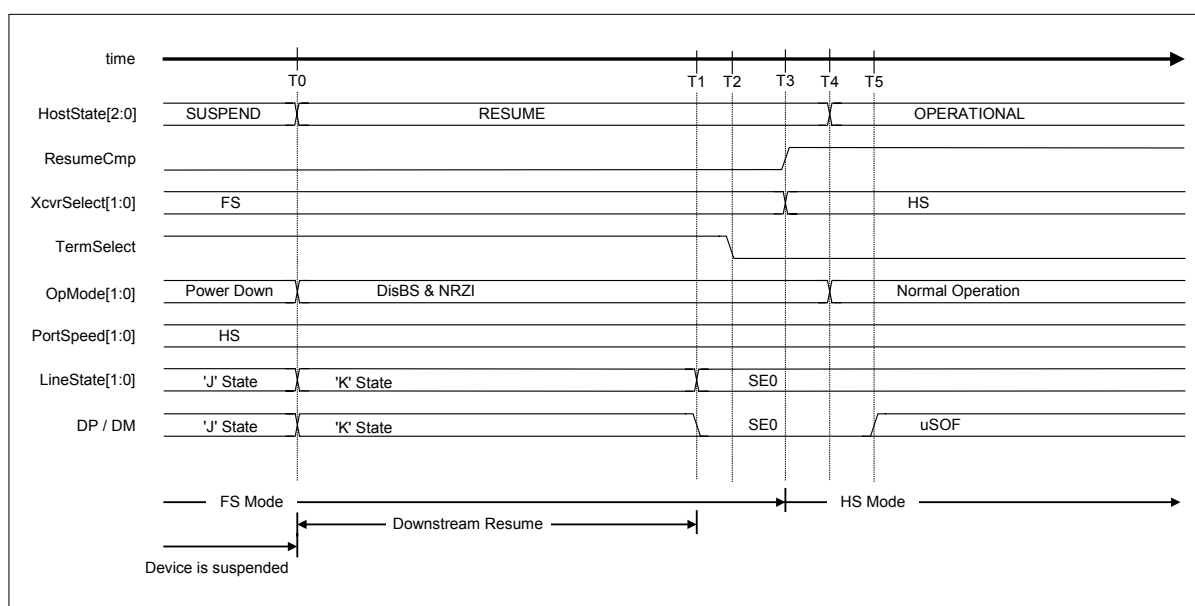 time
T0 T1 T2 T3 T4 T5
HostState[2:0] SUSPEND RESUME OPERATIONAL
ResumeCmp
XcvrSelect[1:0] FS HS
TermSelect
OpMode[1:0] Power Down DisBS & NRZI Normal Operation
PortSpeed[1:0] HS
LineState[1:0] 'J' State 'K' State SE0
DP / DM 'J' State 'K' State SE0 uSOF
FS Mode HS Mode
Downstream Resume
Device is suspended